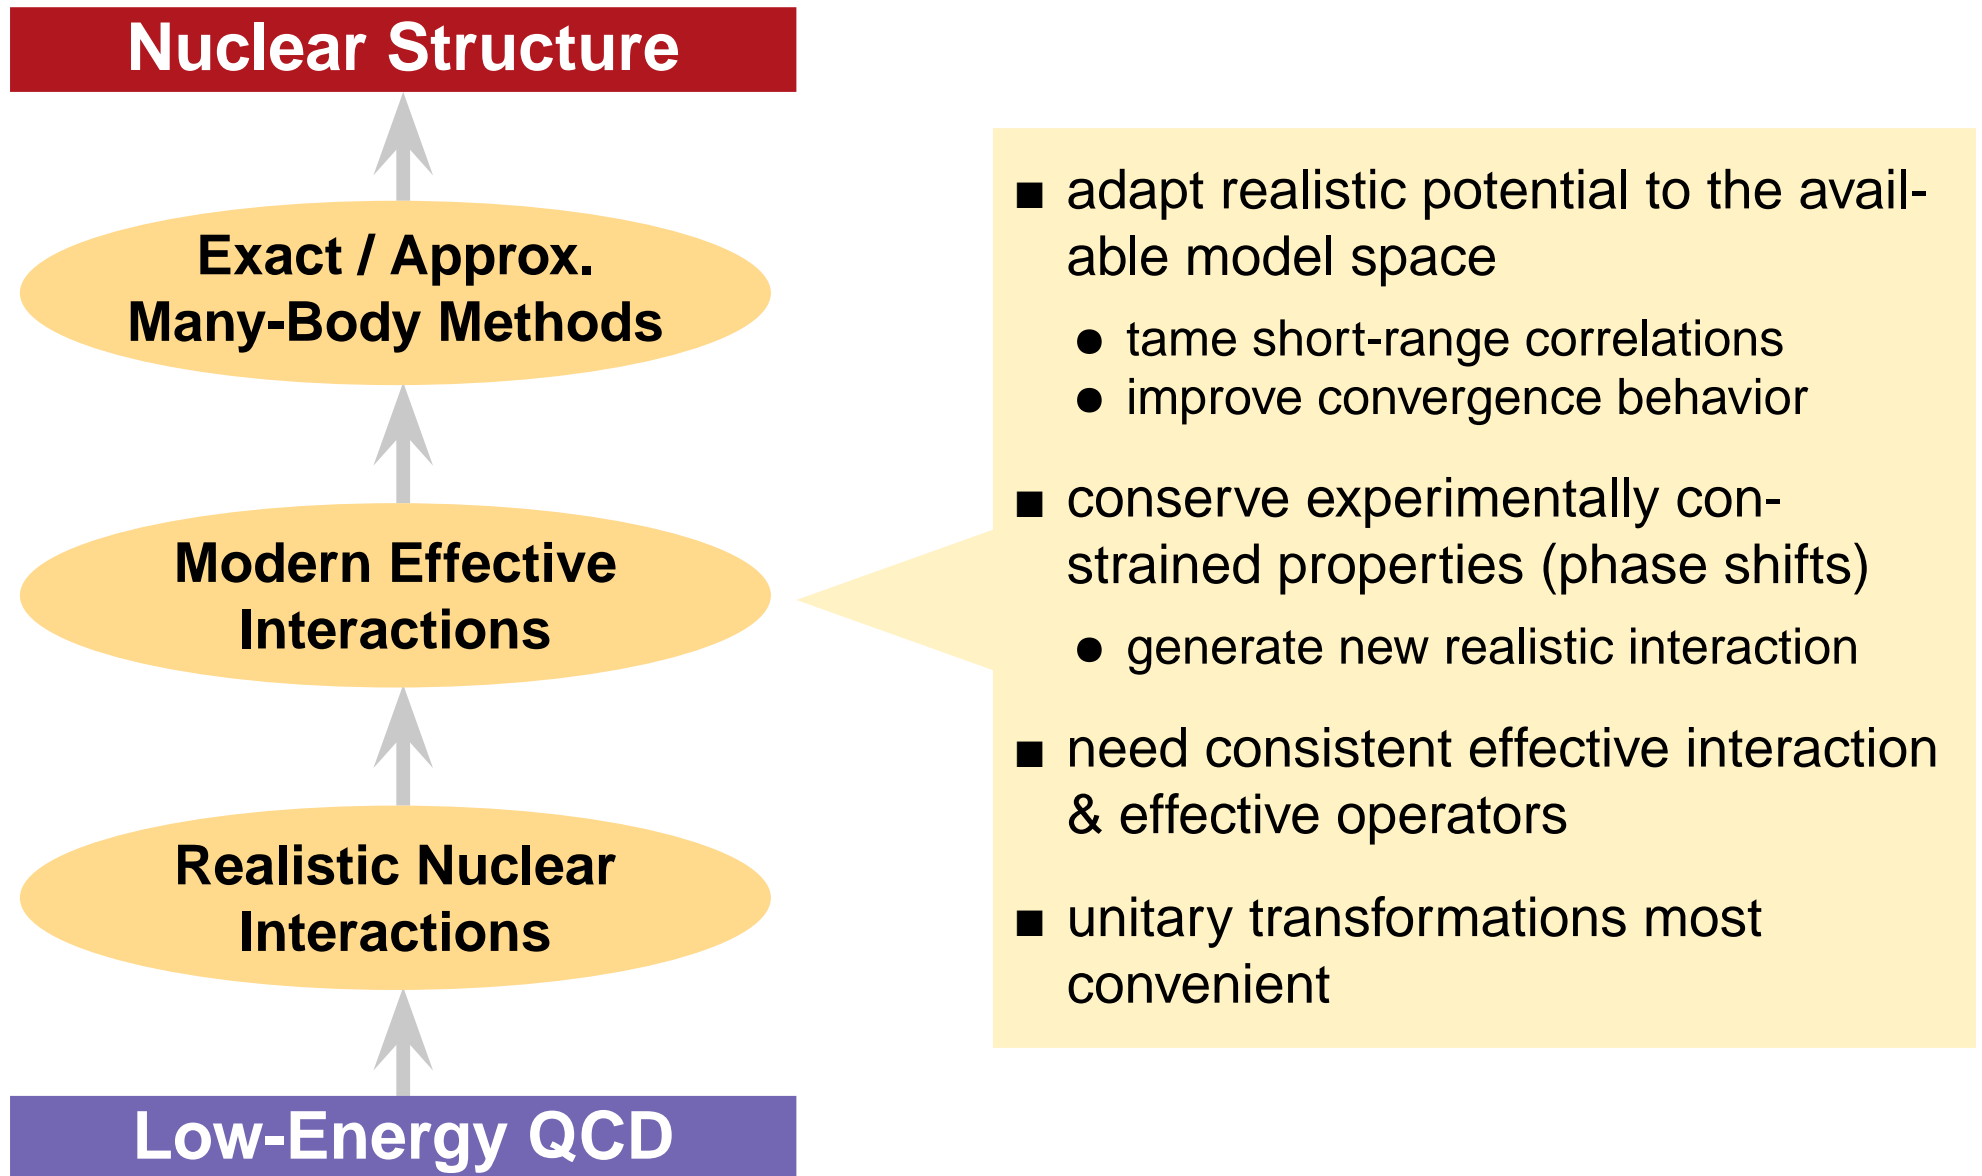 Nuclear Structure
Exact / Approx.
Many-Body Methods
Modern Effective
Interactions
Realistic Nuclear
Interactions
Low-Energy QCD
■ adapt realistic potential to the avail-
able model space
● tame short-range correlations
● improve convergence behavior
■ conserve experimentally con-
strained properties (phase shifts)
● generate new realistic interaction
■ need consistent effective interaction
& effective operators
■ unitary transformations most
convenient